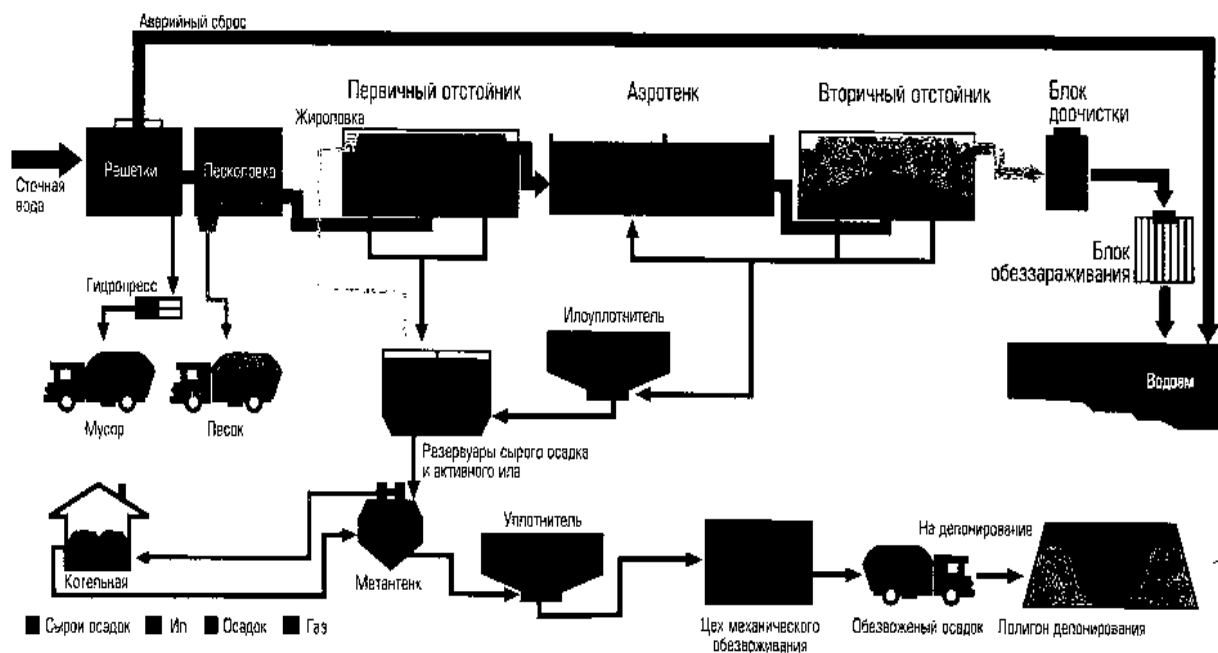 Аварийный сброс
Первичный отстойник
Аэротенк
Вторичный отстойник
Блок
доочистки
Жироловка
Решетки
Песколовка
Сточная
вода
Блок
обеззараживания
Гидропресс
Илоуплотнитель
Водоем
Мусор
Песок
Резервуары сырого осадка
и активного ила
Уплотнитель
На депонирование
Котельная
Метантенк
Сырой осадок
Ил
Осадок
Газ
Цех механического
обезвоживания
Обезвоженый осадок
Полигон депонирования